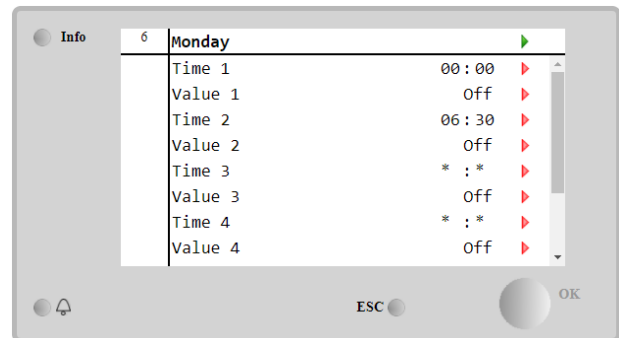 Info
6 Monday
Time 1 00:00
Value 1 Off
Time 2 06:30
Value 2 Off
Time 3 * :*
Value 3 Off
Time 4 * :*
Value 4 Off
ESC
OK